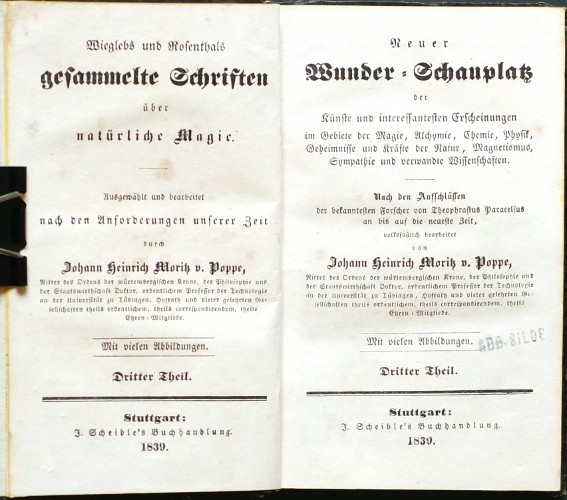 Wieglebs und Rosenthals
gesammelte Schriften
über
natürliche Magie.
Ausgewählt und bearbeitet
nach den Anforderungen unserer Zeit
durch
Johann Heinrich Moritz v. Poppe,
Ritter des Ordens der würtembergischen Krone, der Philosophie und
der Staatswirthschaft Doktor, ordentlichem Professor der Technologie
an der Universität zu Tübingen, Hofrath und vieler gelehrten Ge-
sellschaften theils ordentlichem, theils correspondirendem, theils
Ehren-Mitgliede.
Mit vielen Abbildungen.
Dritter Theil.
Stuttgart:
J. Scheible's Buchhandlung.
1839.
Neuer
Wunder-Schauplatz
der
Künste und interessantesten Erscheinungen
im Gebiete der Magie, Alchymie, Chemie, Physik,
Geheimnisse und Kräfte der Natur, Magnetismus,
Sympathie und verwandte Wissenschaften.
Nach den Aufschlüssen
der bekanntesten Forscher von Theophrastus Paracelsus
an bis auf die neueste Zeit,
volksfaßlich bearbeitet
von
Johann Heinrich Moritz v. Poppe,
Ritter des Ordens der würtembergischen Krone, der Philosophie und
der Staatswirthschaft Doktor, ordentlichem Professor der Technologie
an der Universität zu Tübingen, Hofrath und vieler gelehrten Ge-
sellschaften theils ordentlichem, theils correspondirendem, theils
Ehren-Mitgliede.
Mit vielen Abbildungen.
Dritter Theil.
Stuttgart:
J. Scheible's Buchhandlung.
1839.